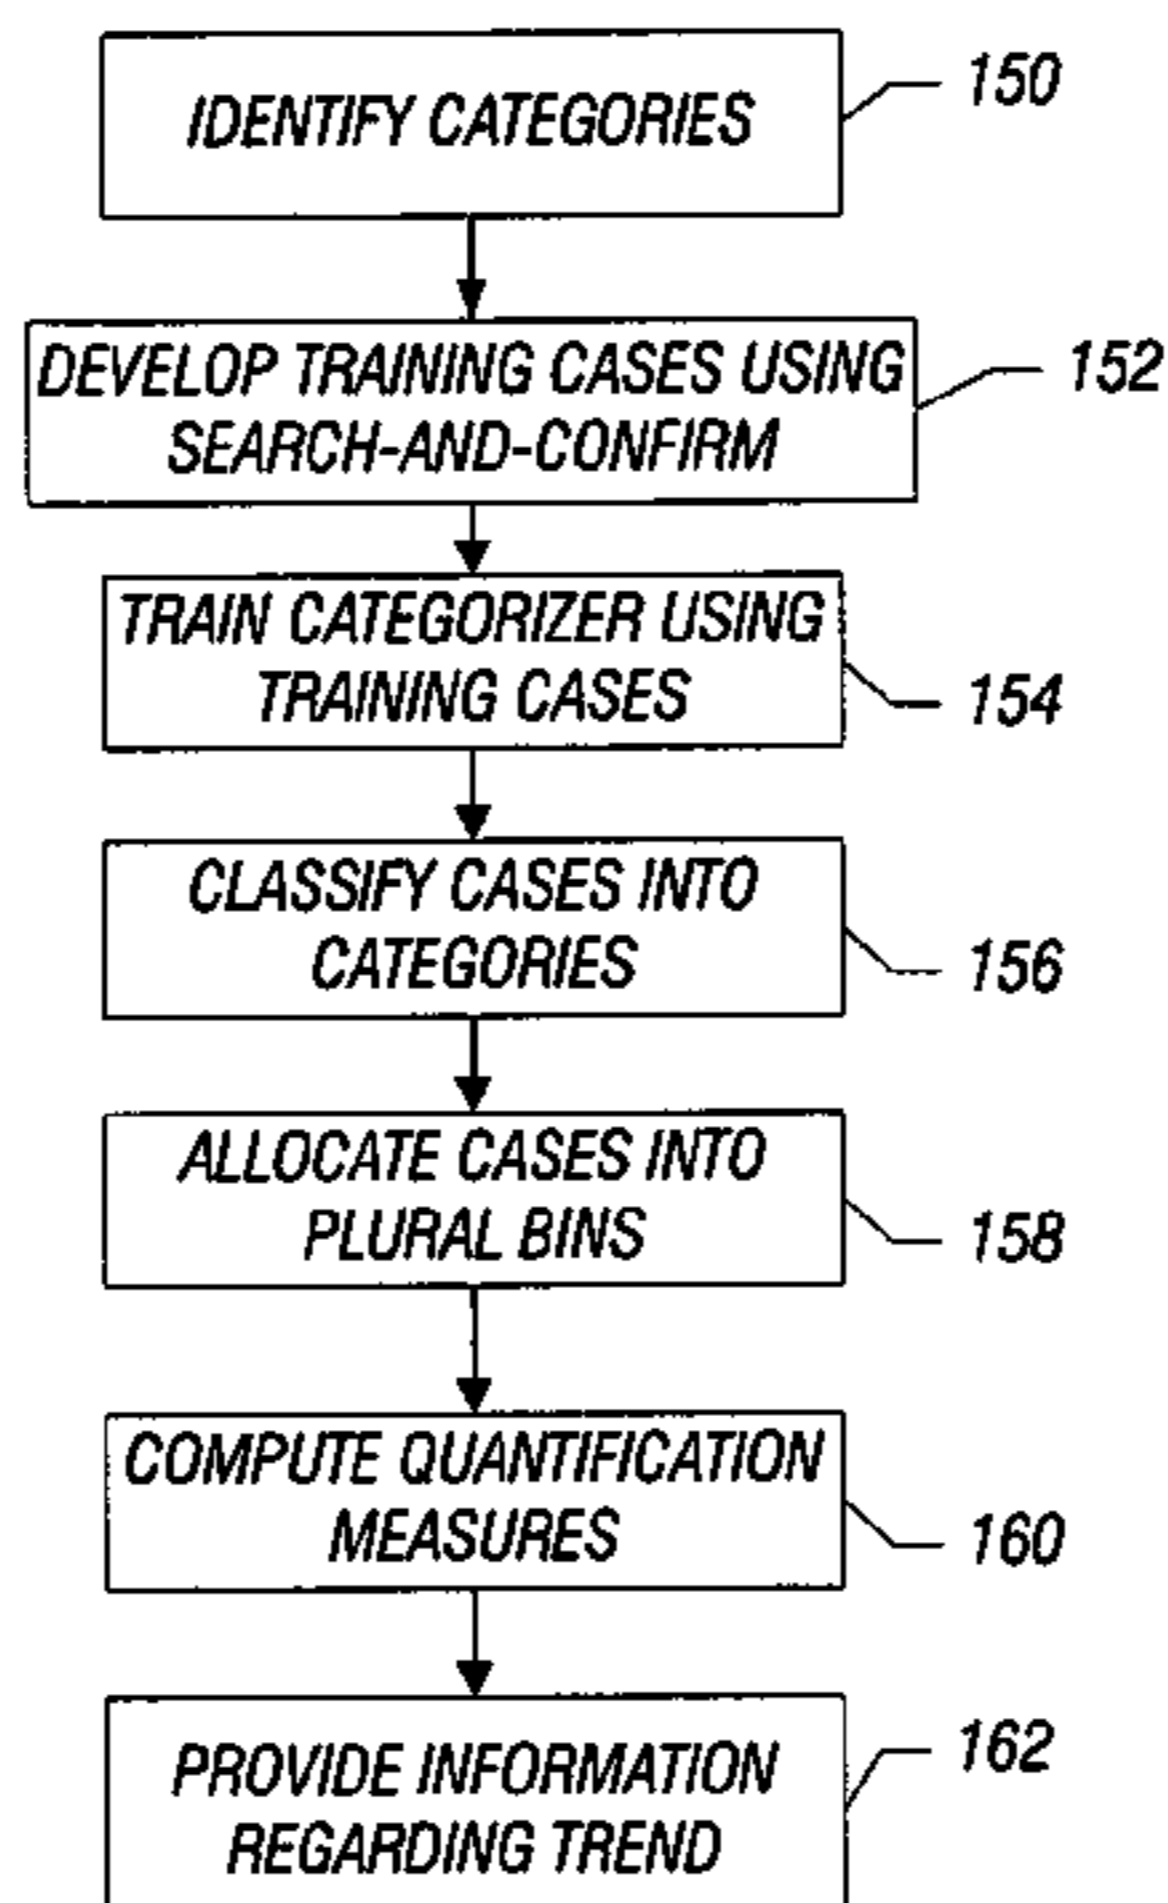 IDENTIFY CATEGORIES
150
DEVELOP TRAINING CASES USING
SEARCH-AND-CONFIRM
152
TRAIN CATEGORIZER USING
TRAINING CASES
154
CLASSIFY CASES INTO
CATEGORIES
156
ALLOCATE CASES INTO
PLURAL BINS
158
COMPUTE QUANTIFICATION
MEASURES
160
PROVIDE INFORMATION
REGARDING TREND
162